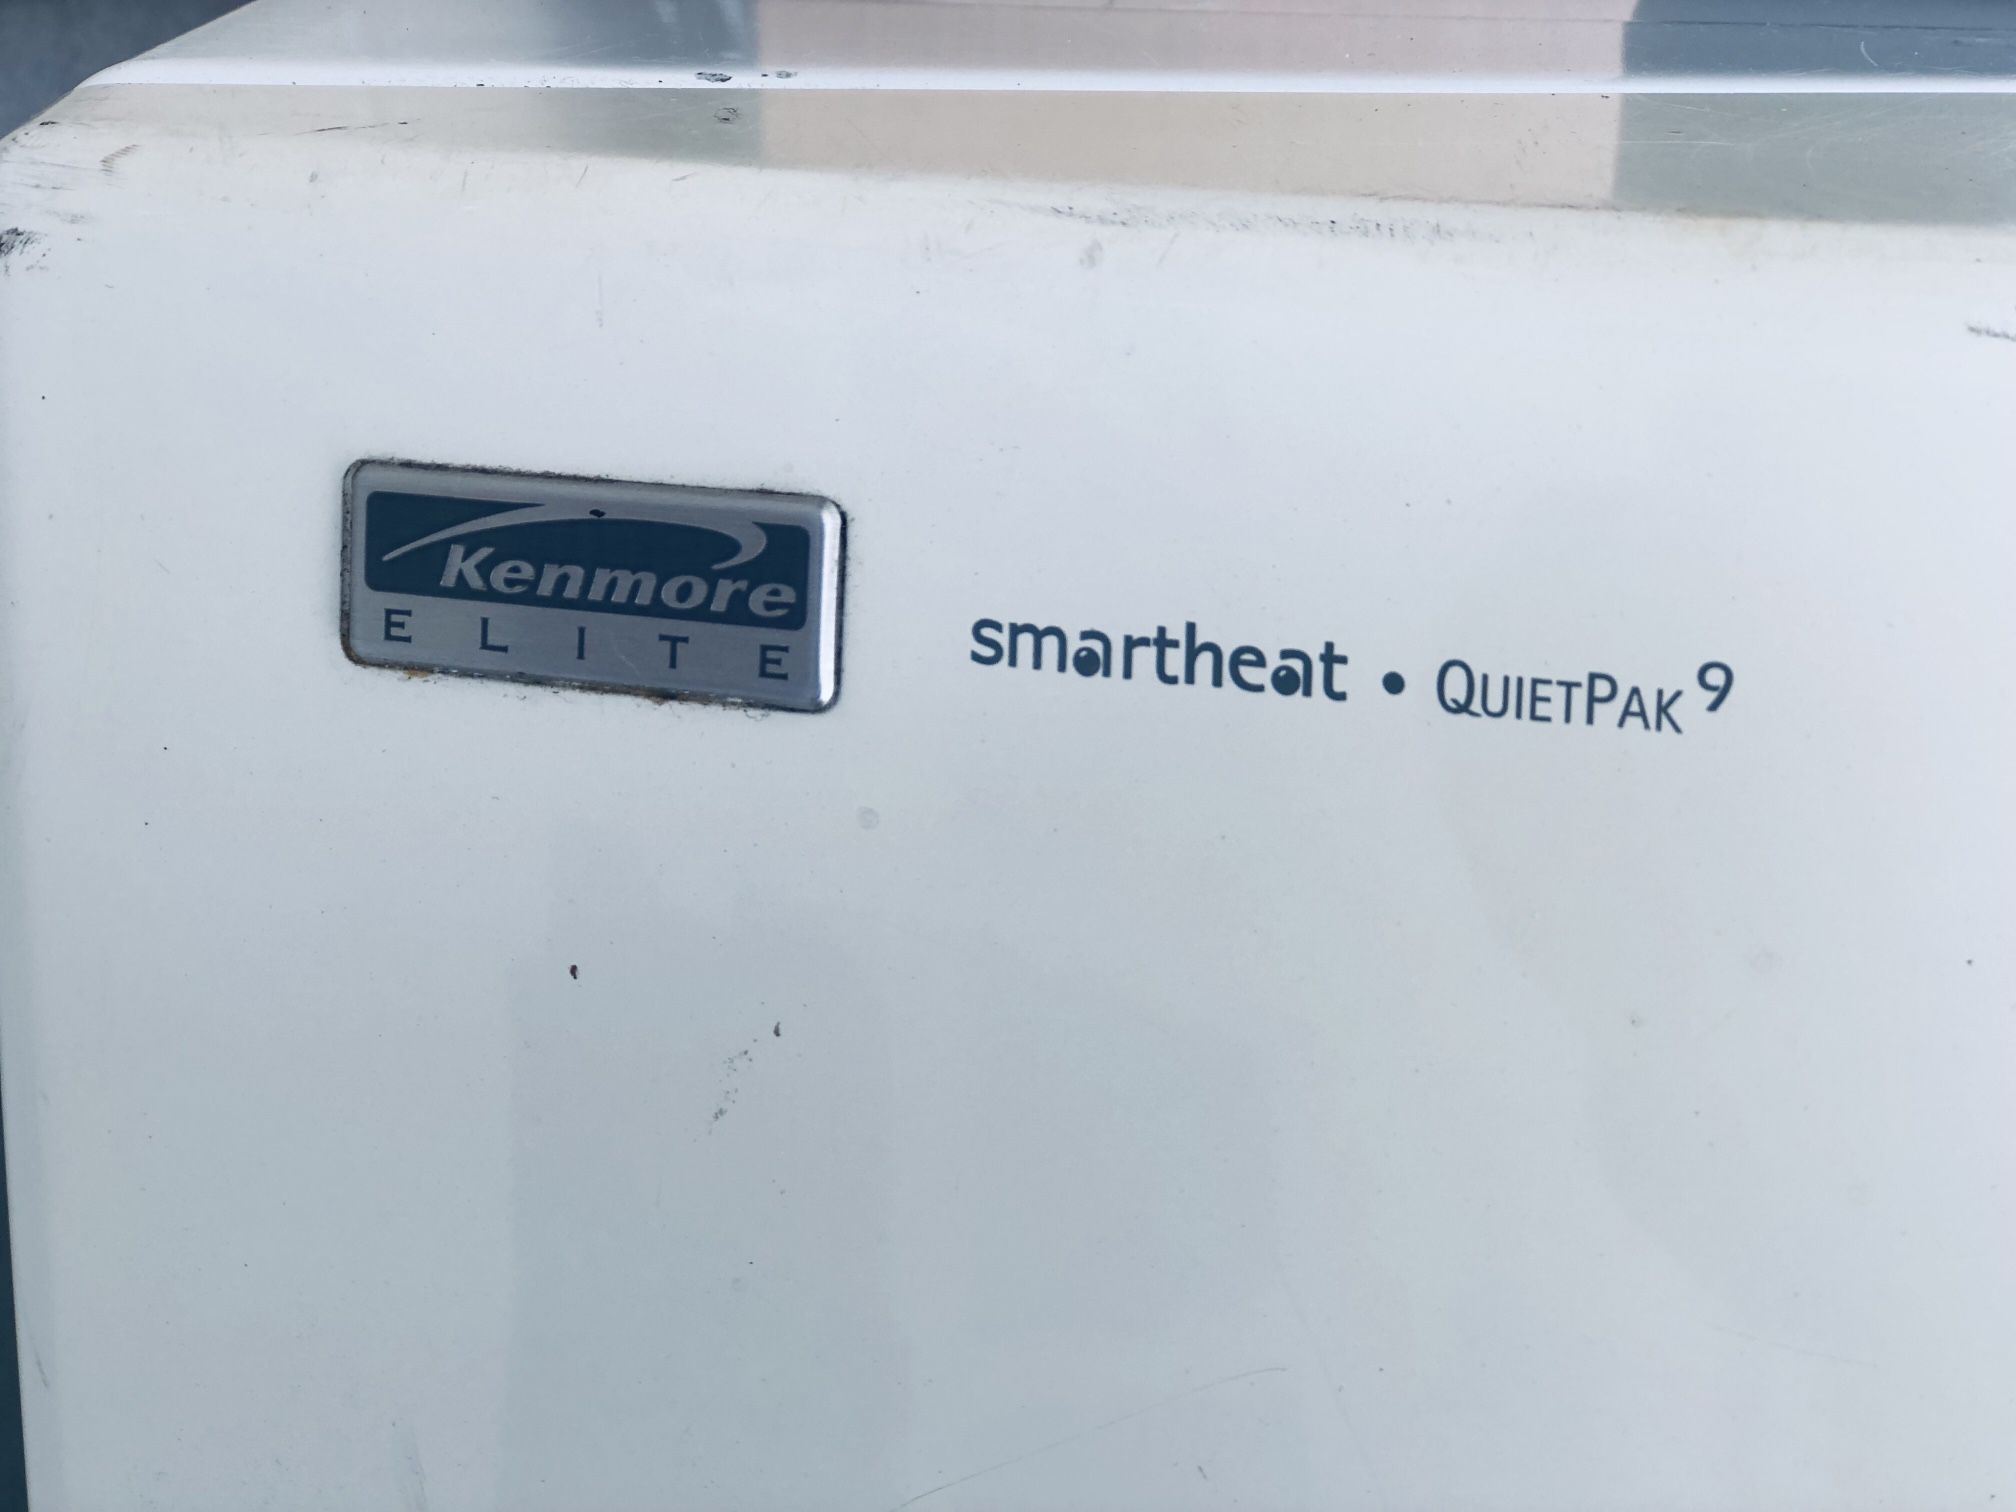 Kenmore
ELITE
smartheat • QUIETPAK 9